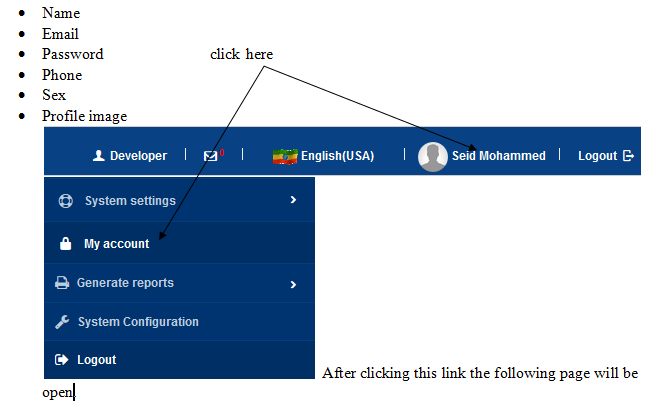 • Name
• Email
• Password click here
• Phone
• Sex
• Profile image
Developer 0 English(USA) Seid Mohammed Logout
System settings
My account
Generate reports
System Configuration
Logout
After clicking this link the following page will be
open.